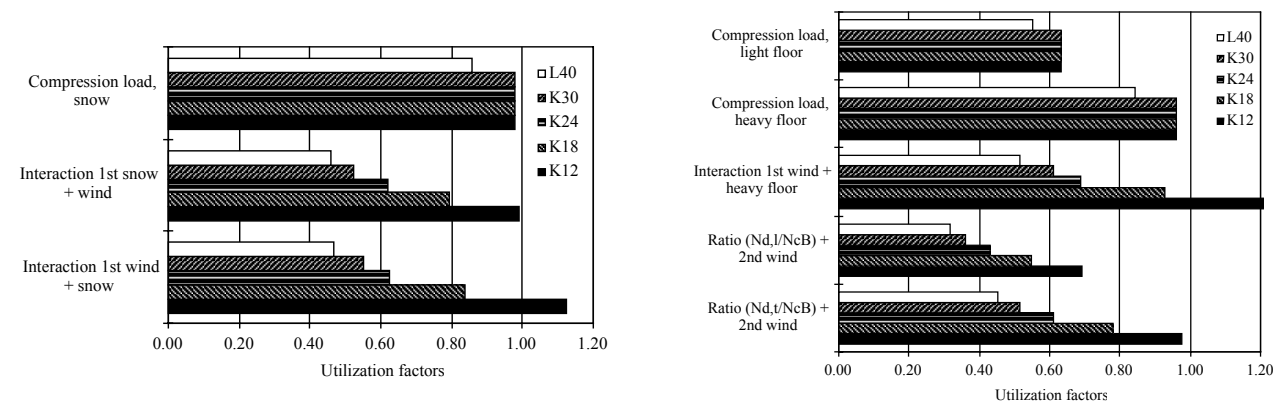 Compression load,
snow
Interaction 1st snow
+ wind
Interaction 1st wind
+ snow
L40
K30
K24
K18
K12
0.00 0.20 0.40 0.60 0.80 1.00 1.20
Utilization factors
Compression load,
light floor
Compression load,
heavy floor
Interaction 1st wind +
heavy floor
Ratio (Nd,l/NcB) +
2nd wind
Ratio (Nd,t/NcB) +
2nd wind
L40
K30
K24
K18
K12
0.00 0.20 0.40 0.60 0.80 1.00 1.20
Utilization factors